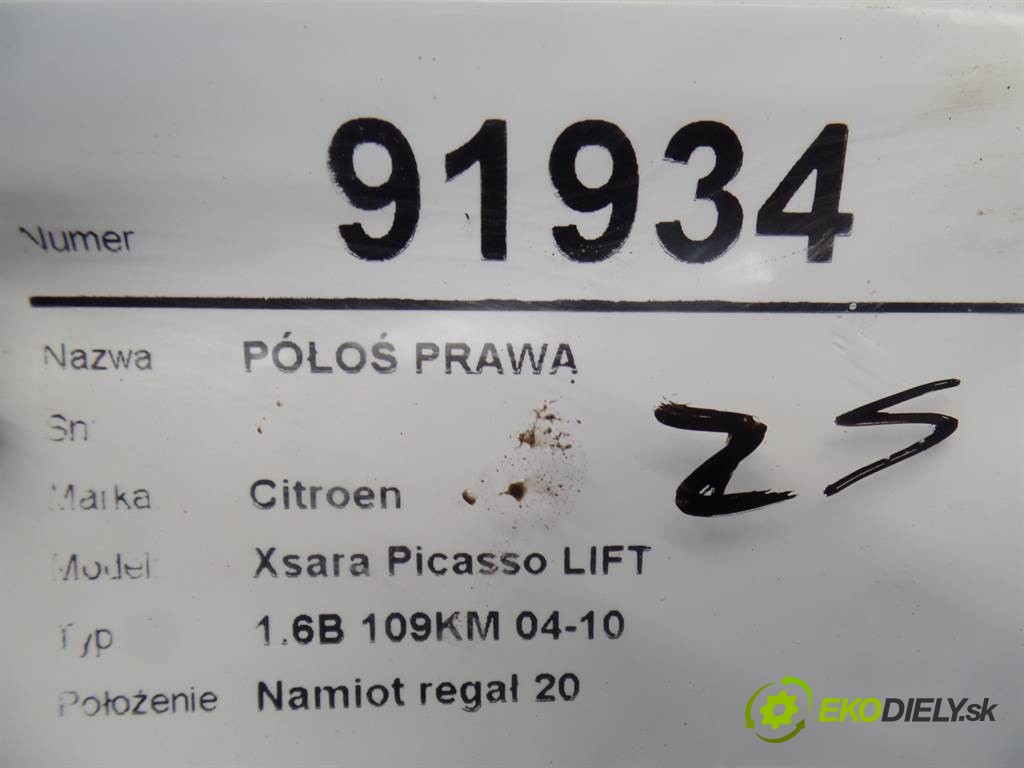 Numer 91934
Nazwa PÓŁOŚ PRAWA
Sn:
Marka Citroen
Model: Xsara Picasso LIFT
Typ 1.6B 109KM 04-10
Położenie Namiot regał 20
EKODIELY.sk